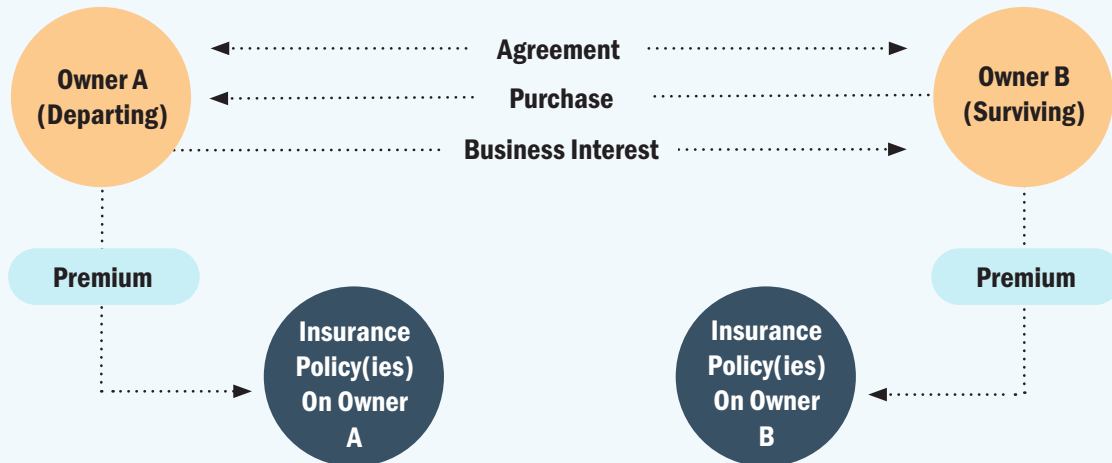 Owner A
(Departing)
Agreement
Purchase
Business Interest
Owner B
(Surviving)
Premium
Premium
Insurance
Policy(ies)
On Owner
A
Insurance
Policy(ies)
On Owner
B